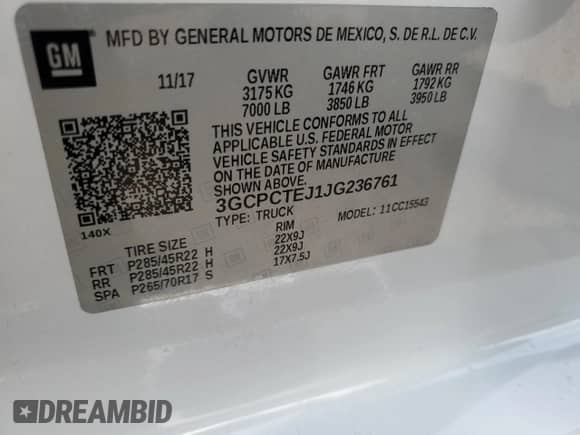 GM
MFD BY GENERAL MOTORS DE MEXICO, S. DE R.L. DE C.V.
11/17 GVWR GAWR FRT GAWR RR
3175 KG 1746 KG 1792 KG
7000 LB 3850 LB 3950 LB
THIS VEHICLE CONFORMS TO ALL
APPLICABLE U.S. FEDERAL MOTOR
VEHICLE SAFETY STANDARDS IN EFFECT
ON THE DATE OF MANUFACTURE
SHOWN ABOVE.
3GCPCTEJ1JG236761
140X TYPE: TRUCK MODEL: 11CC15543
TIRE SIZE RIM
FRT P285/45R22 H 22X9J
RR P285/45R22 H 22X9J
SPA P265/70R17 S 17X7.5J
DREAMBID